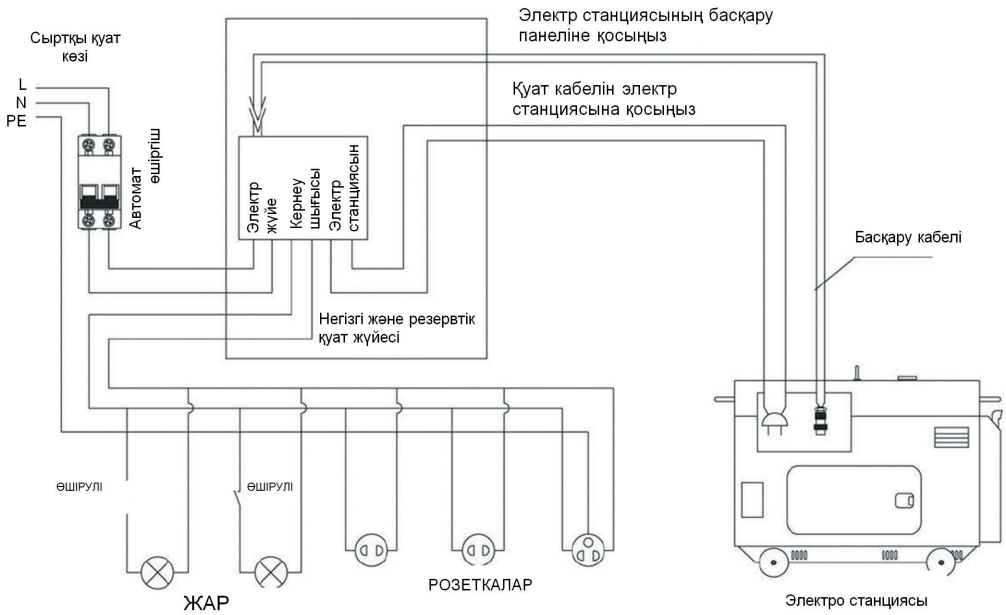 Электр станциясының басқару
панеліне қосыңыз
Сыртқы қуат
көзі
L
N
PE
Қуат кабелін электр
станциясына қосыңыз
Автомат
өшіргіш
Электр
жүйе
Кернеу
шығысы
Электр
станциясын
Басқару кабелі
Негізгі және резервтік
қуат жүйесі
ӨШІРУЛІ
ӨШІРУЛІ
ЖАР
РОЗЕТКАЛАР
Электро станциясы